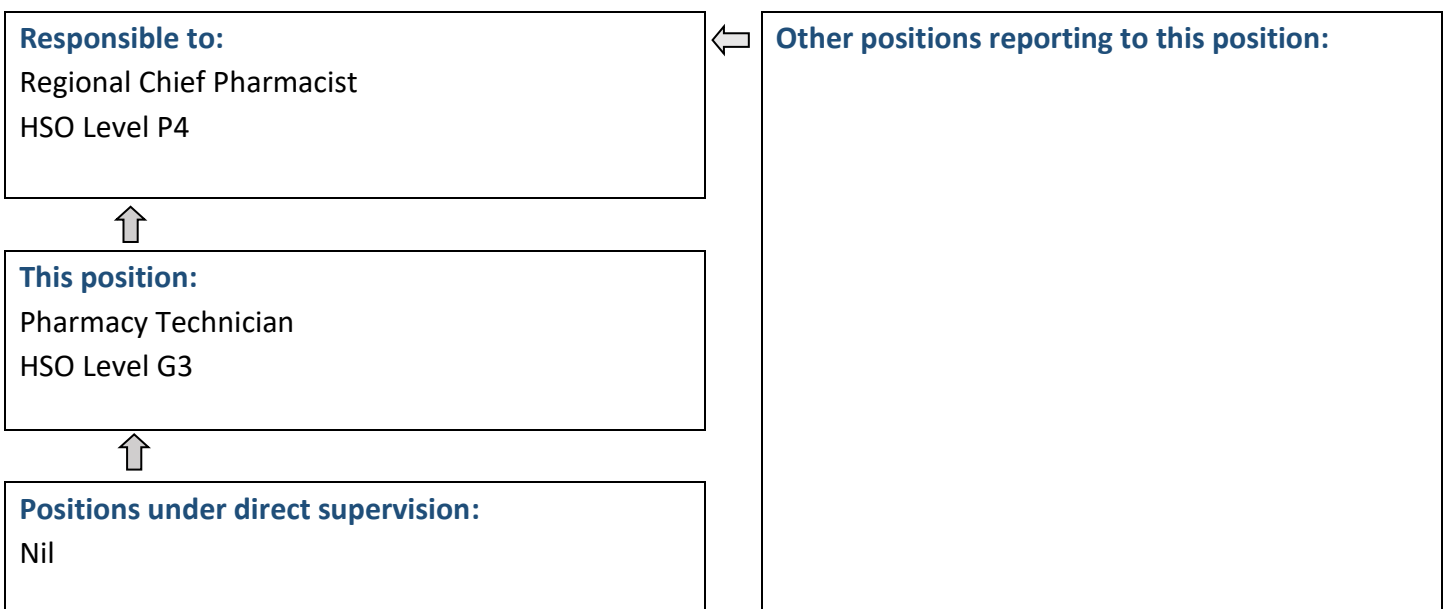 Responsible to:
Regional Chief Pharmacist
HSO Level P4
Other positions reporting to this position:
This position:
Pharmacy Technician
HSO Level G3
Positions under direct supervision:
Nil